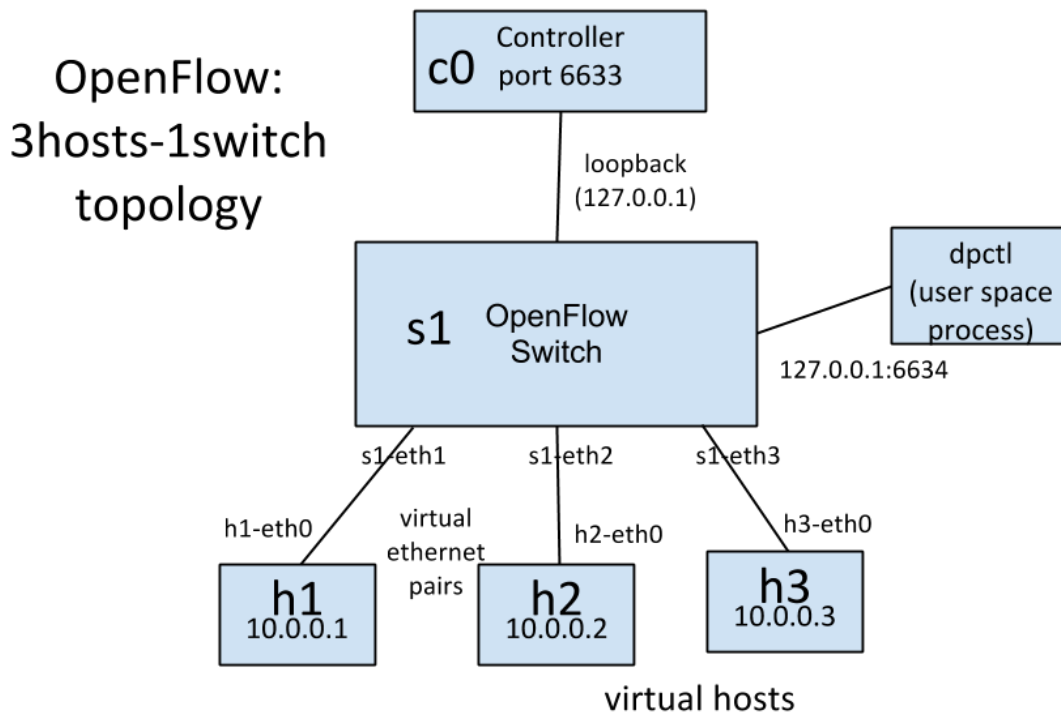 OpenFlow:
3hosts-1switch
topology
c0
Controller
port 6633
loopback
(127.0.0.1)
dpctl
(user space
process)
s1
OpenFlow
Switch
127.0.0.1:6634
s1-eth1
s1-eth2
s1-eth3
h1-eth0
virtual
ethernet
pairs
h2-eth0
h3-eth0
h1
10.0.0.1
h2
10.0.0.2
h3
10.0.0.3
virtual hosts